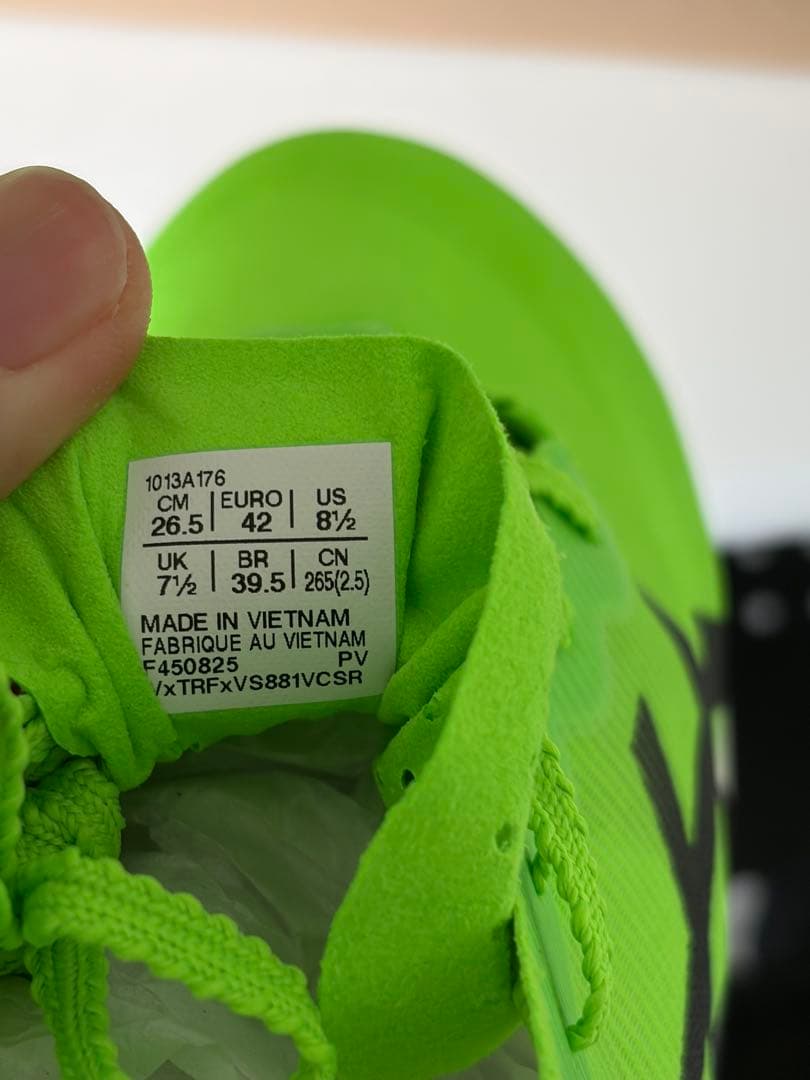 1013A176
CM | EURO | US
26.5 | 42 | 8½
UK | BR | CN
7½ | 39.5 | 265(2.5)
MADE IN VIETNAM
FABRIQUE AU VIETNAM
F450825 PV
/xTRFxVS881VCSR